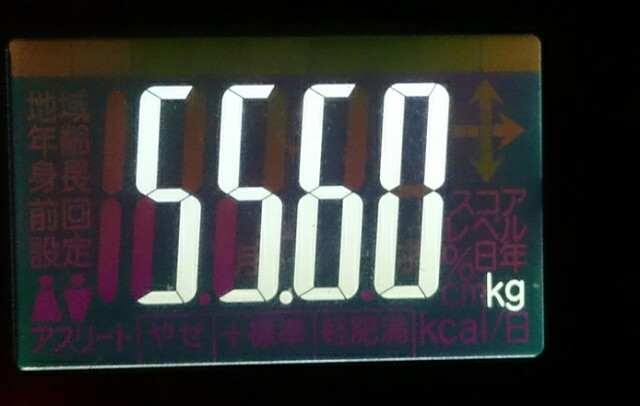 55.60
kg
地域
年齢
身長
前回
設定
スコア
レベル
%日年
cm
アスリート やせ +標準 軽肥満 kcal/日